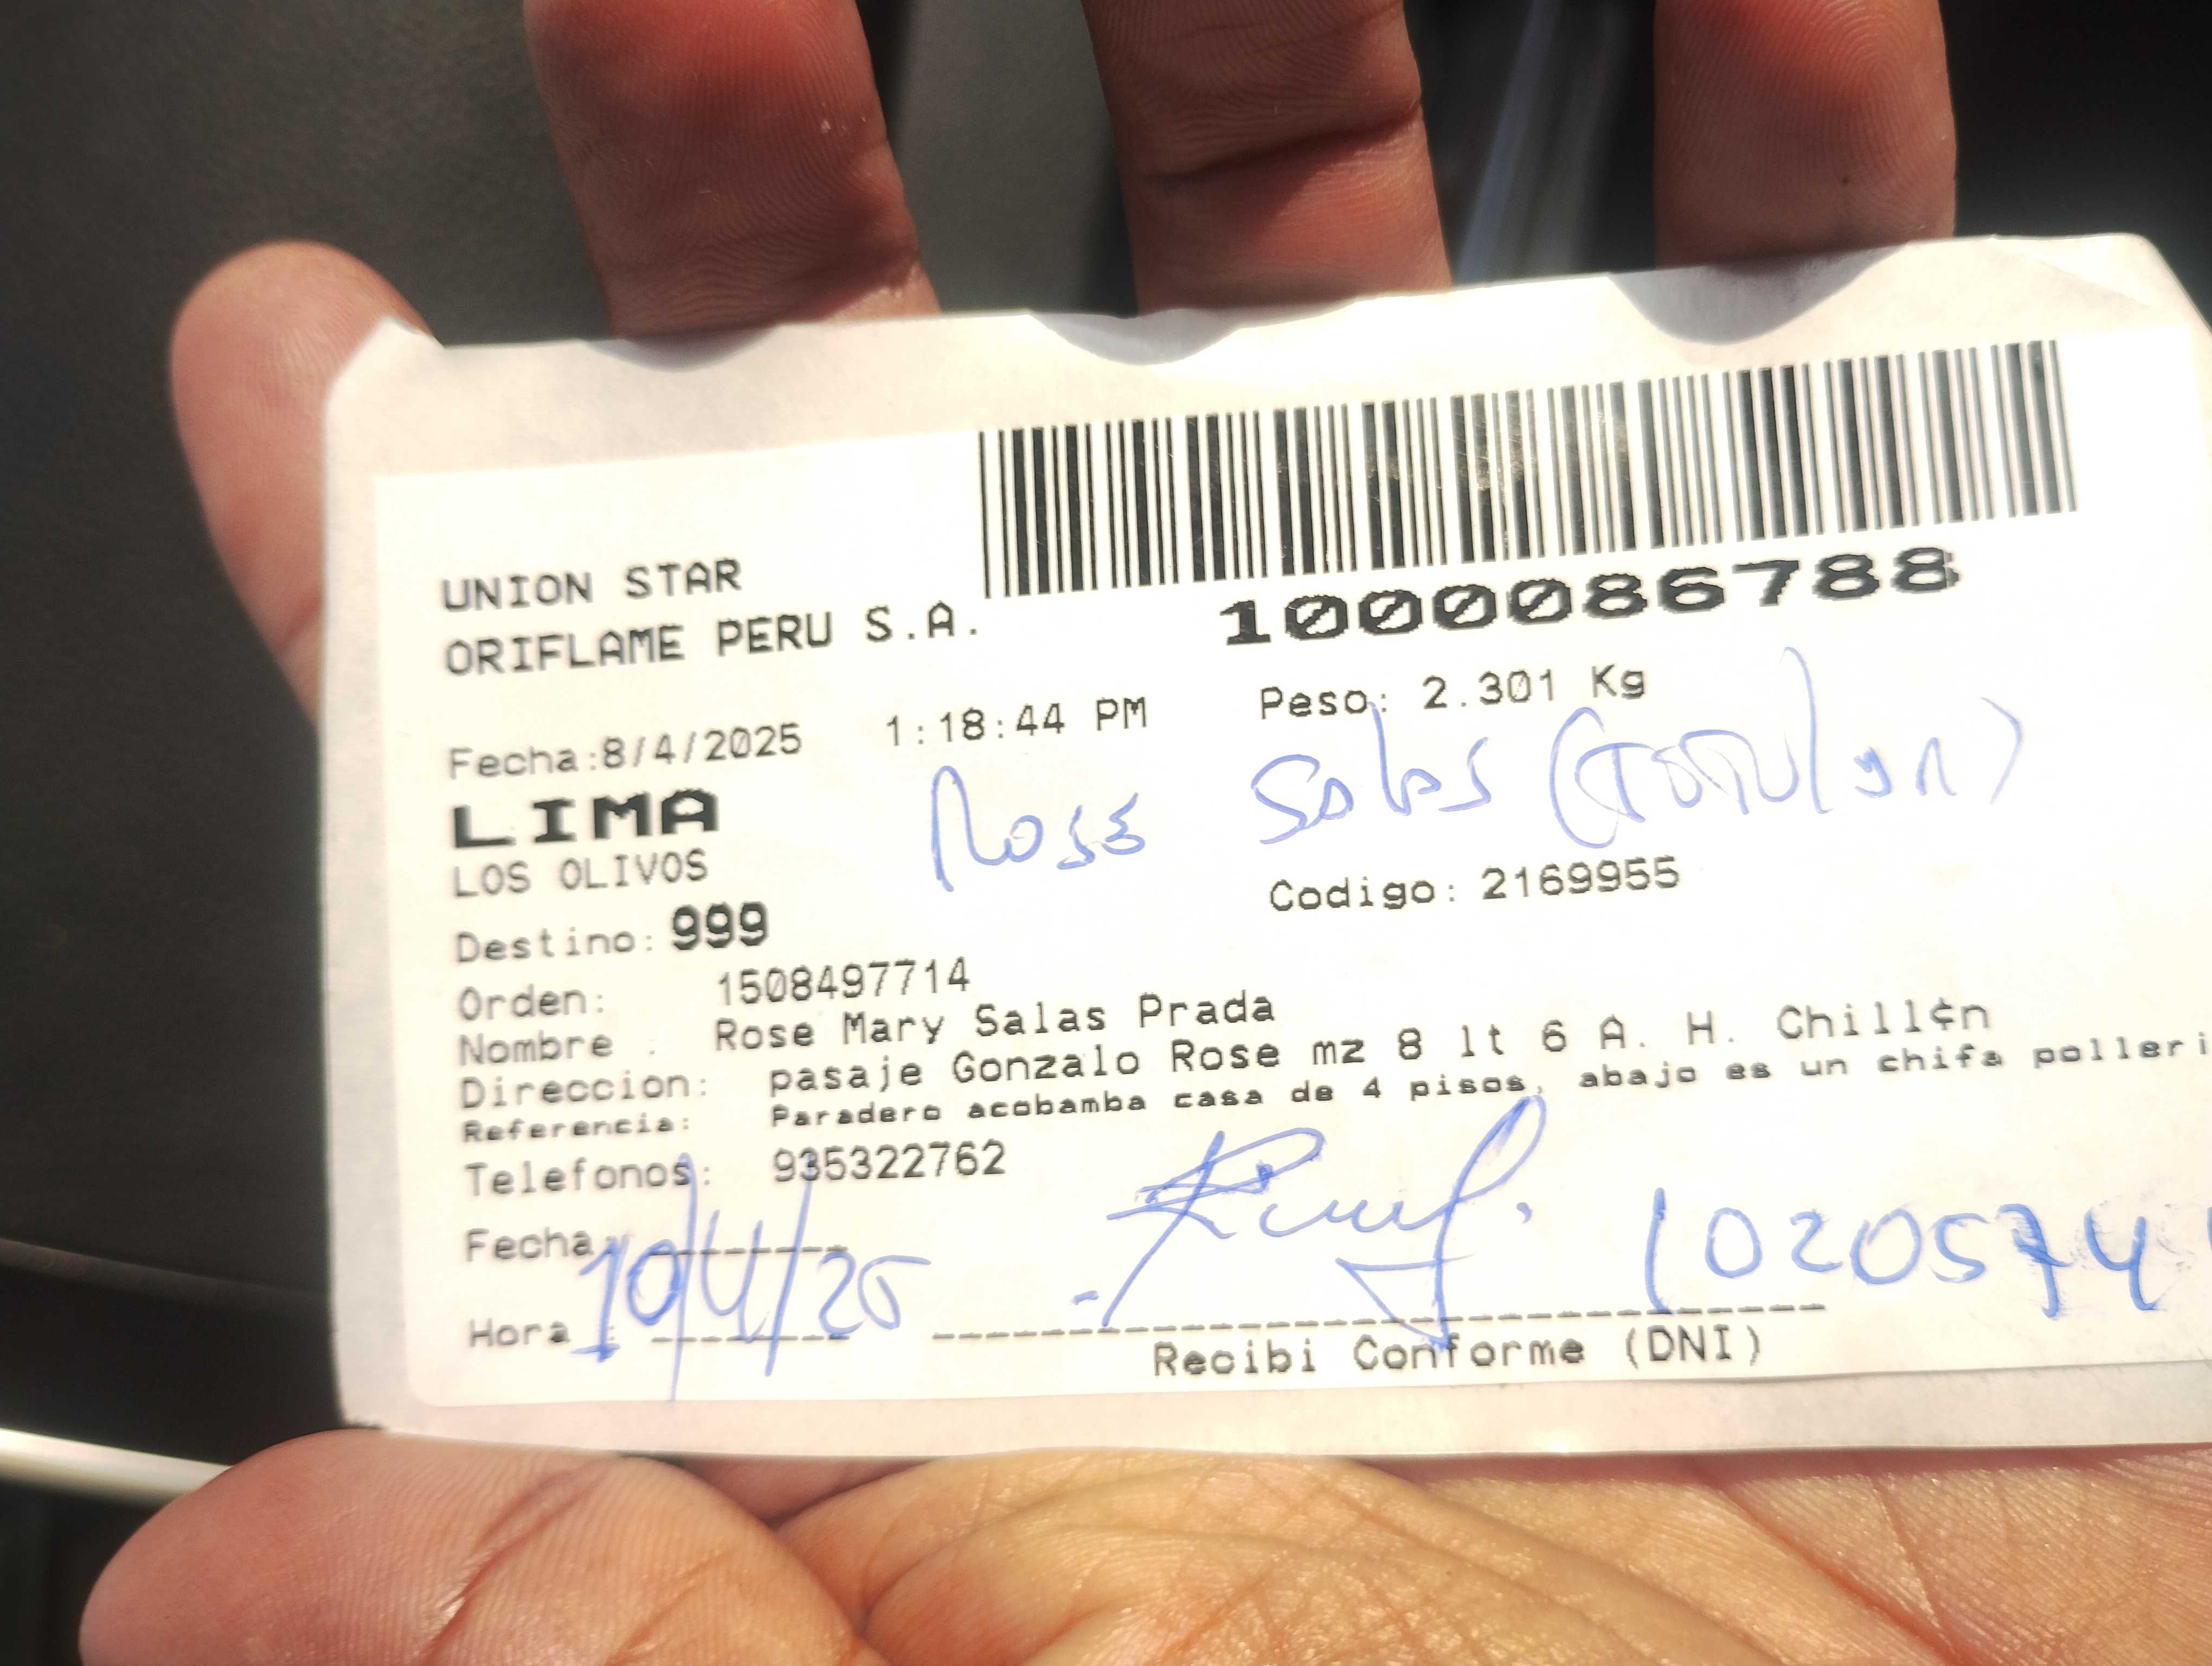 UNION STAR
ORIFLAME PERU S.A.
1000086788
Fecha:8/4/2025 1:18:44 PM Peso: 2.301 Kg
LIMA Rose Salas (TITULAR)
LOS OLIVOS
Destino: 999 Codigo: 2169955
Orden: 1508497714
Nombre : Rose Mary Salas Prada
Direccion: pasaje Gonzalo Rose mz 8 lt 6 A. H. Chill¢n
Referencia: Paradero acobamba casa de 4 pisos, abajo es un chifa polleri
Telefonos: 935322762
Fecha: 10/4/25 1020574
Hora :
Recibi Conforme (DNI)